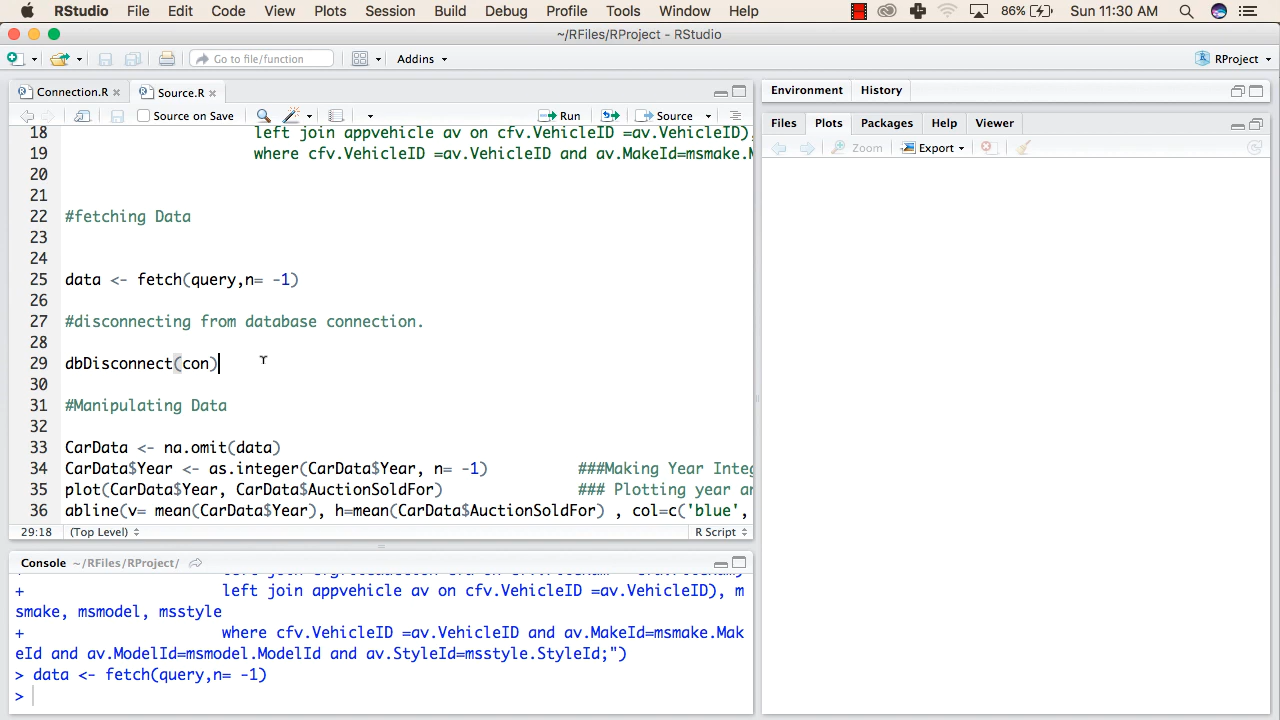 RStudio File Edit Code View Plots Session Build Debug Profile Tools Window Help 86% Sun 11:30 AM
~/RFiles/RProject - RStudio
Go to file/function Addins RProject
Connection.R Source.R
Source on Save Run Source
18 left join appvehicle av on cfv.VehicleID =av.VehicleID),
19 where cfv.VehicleID =av.VehicleID and av.MakeId=msmake.M
20
21
22 #fetching Data
23
24
25 data <- fetch(query,n= -1)
26
27 #disconnecting from database connection.
28
29 dbDisconnect(con)
30
31 #Manipulating Data
32
33 CarData <- na.omit(data)
34 CarData$Year <- as.integer(CarData$Year, n= -1) ###Making Year Inte
35 plot(CarData$Year, CarData$AuctionSoldFor) ### Plotting year a
36 abline(v= mean(CarData$Year), h=mean(CarData$AuctionSoldFor) , col=c('blue',
29:18 (Top Level) R Script
Console ~/RFiles/RProject/
+ left join appvehicle av on cfv.VehicleID =av.VehicleID), m
smake, msmodel, msstyle
+ where cfv.VehicleID =av.VehicleID and av.MakeId=msmake.Mak
eId and av.ModelId=msmodel.ModelId and av.StyleId=msstyle.StyleId;")
> data <- fetch(query,n= -1)
>
Environment History
Files Plots Packages Help Viewer
Zoom Export